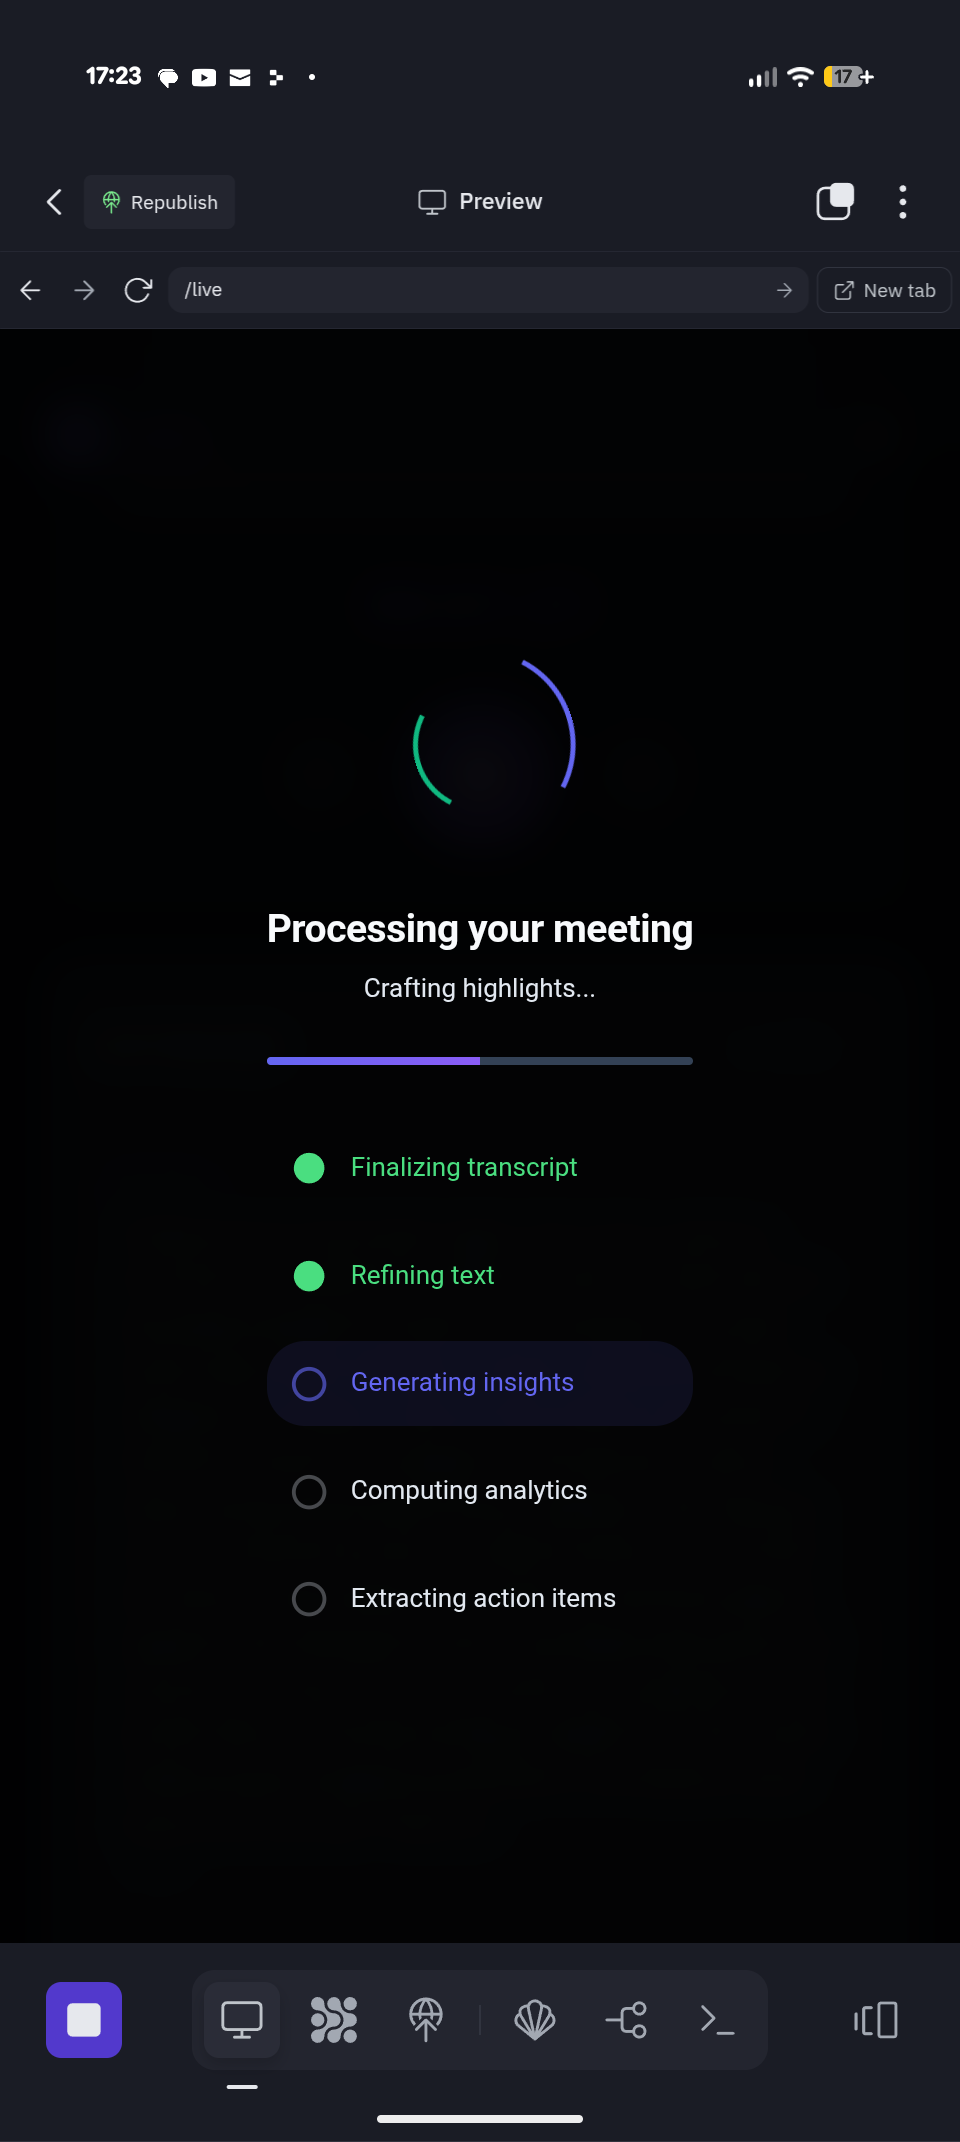 17:23
17
Republish
Preview
/live
New tab
Processing your meeting
Crafting highlights...
Finalizing transcript
Refining text
Generating insights
Computing analytics
Extracting action items